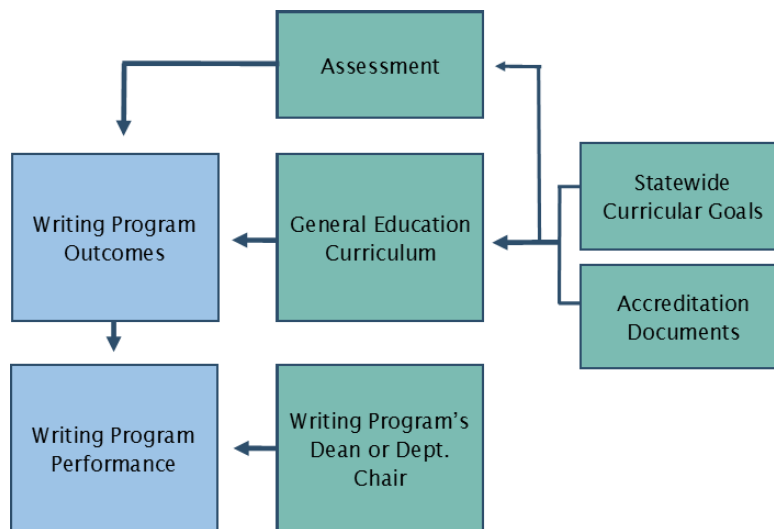 Assessment
Statewide
Curricular Goals
Writing Program
Outcomes
General Education
Curriculum
Accreditation
Documents
Writing Program
Performance
Writing Program’s
Dean or Dept.
Chair